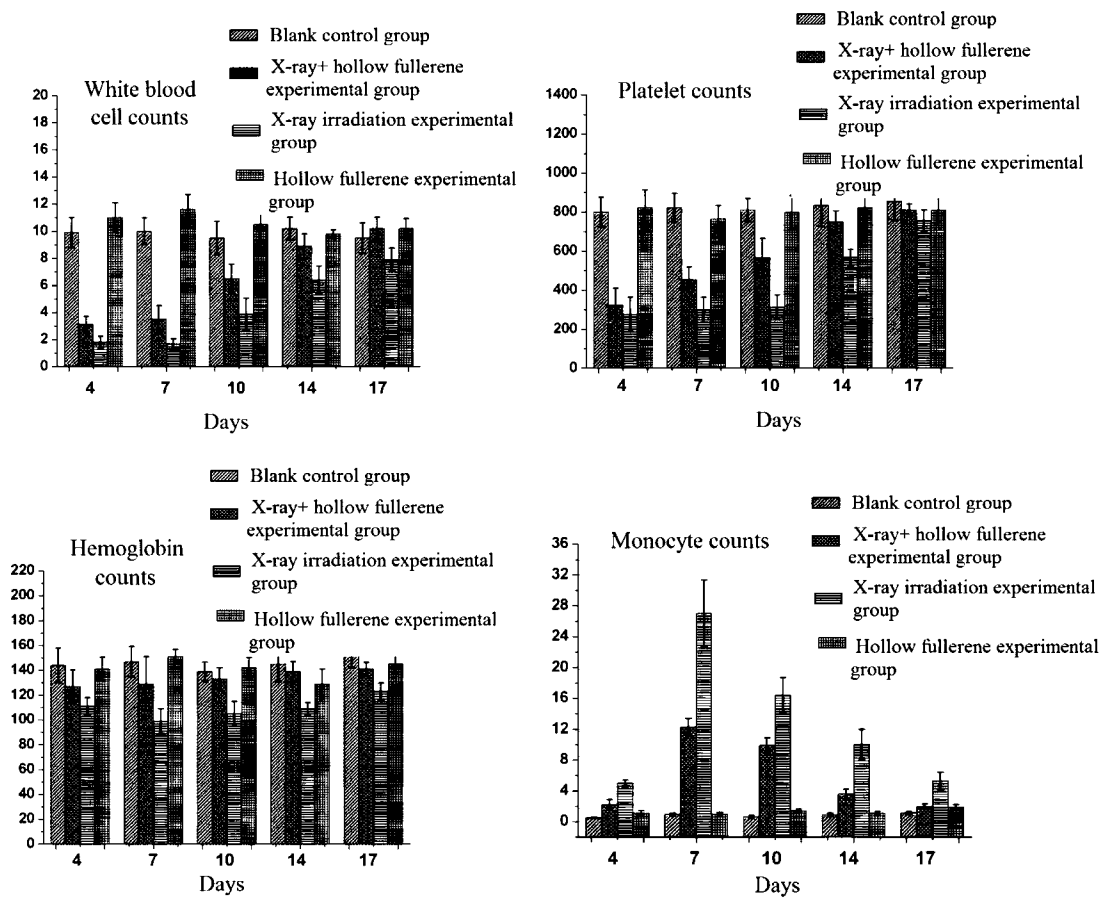 Blank control group
X-ray+ hollow fullerene
experimental group
X-ray irradiation experimental
group
Hollow fullerene experimental
group
White blood
cell counts
20
18
16
14
12
10
8
6
4
2
0
4 7 10 14 17
Days
Blank control group
X-ray+ hollow fullerene
experimental group
X-ray irradiation experimental
group
Hollow fullerene experimental
group
Platelet counts
1400
1200
1000
800
600
400
200
0
4 7 10 14 17
Days
Blank control group
X-ray+ hollow fullerene
experimental group
X-ray irradiation experimental
group
Hollow fullerene experimental
group
Hemoglobin
counts
220
200
180
160
140
120
100
80
60
40
20
0
4 7 10 14 17
Days
Blank control group
X-ray+ hollow fullerene
experimental group
X-ray irradiation experimental
group
Hollow fullerene experimental
group
Monocyte counts
36
32
28
24
20
16
12
8
4
0
4 7 10 14 17
Days